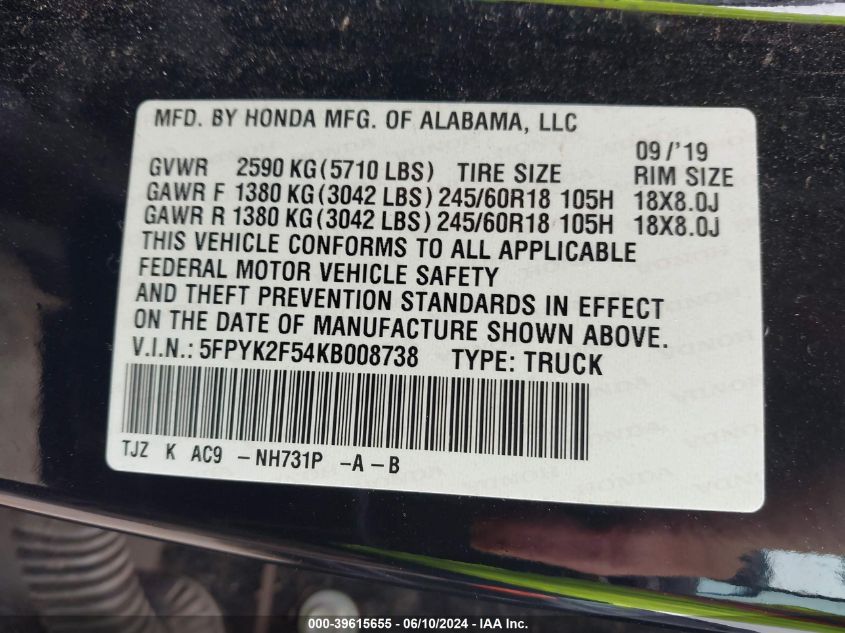 MFD. BY HONDA MFG. OF ALABAMA, LLC
09/'19
GVWR 2590 KG (5710 LBS) TIRE SIZE RIM SIZE
GAWR F 1380 KG (3042 LBS) 245/60R18 105H 18X8.0J
GAWR R 1380 KG (3042 LBS) 245/60R18 105H 18X8.0J
THIS VEHICLE CONFORMS TO ALL APPLICABLE
FEDERAL MOTOR VEHICLE SAFETY
AND THEFT PREVENTION STANDARDS IN EFFECT
ON THE DATE OF MANUFACTURE SHOWN ABOVE.
V.I.N.: 5FPYK2F54KB008738 TYPE: TRUCK
TJZ K AC9 - NH731P -A - B
000-39615655 - 06/10/2024 - IAA Inc.